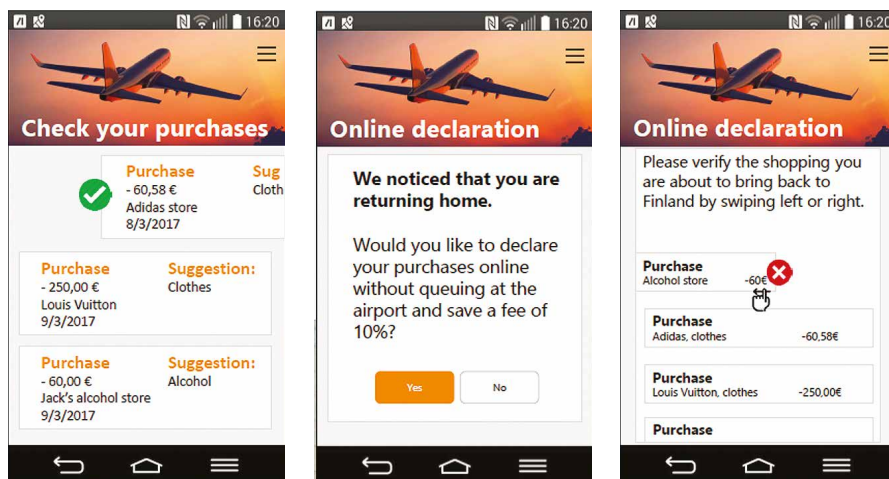 16:20
Check your purchases
Purchase Sug
- 60,58 € Cloth
Adidas store
8/3/2017
Purchase Suggestion:
- 250,00 € Clothes
Louis Vuitton
9/3/2017
Purchase Suggestion:
- 60,00 € Alcohol
Jack's alcohol store
9/3/2017
16:20
Online declaration
We noticed that you are
returning home.
Would you like to declare
your purchases online
without queuing at the
airport and save a fee of
10%?
Yes No
16:20
Online declaration
Please verify the shopping you
are about to bring back to
Finland by swiping left or right.
Purchase
Alcohol store -60€
Purchase
Adidas, clothes -60,58€
Purchase
Louis Vuitton, clothes -250,00€
Purchase